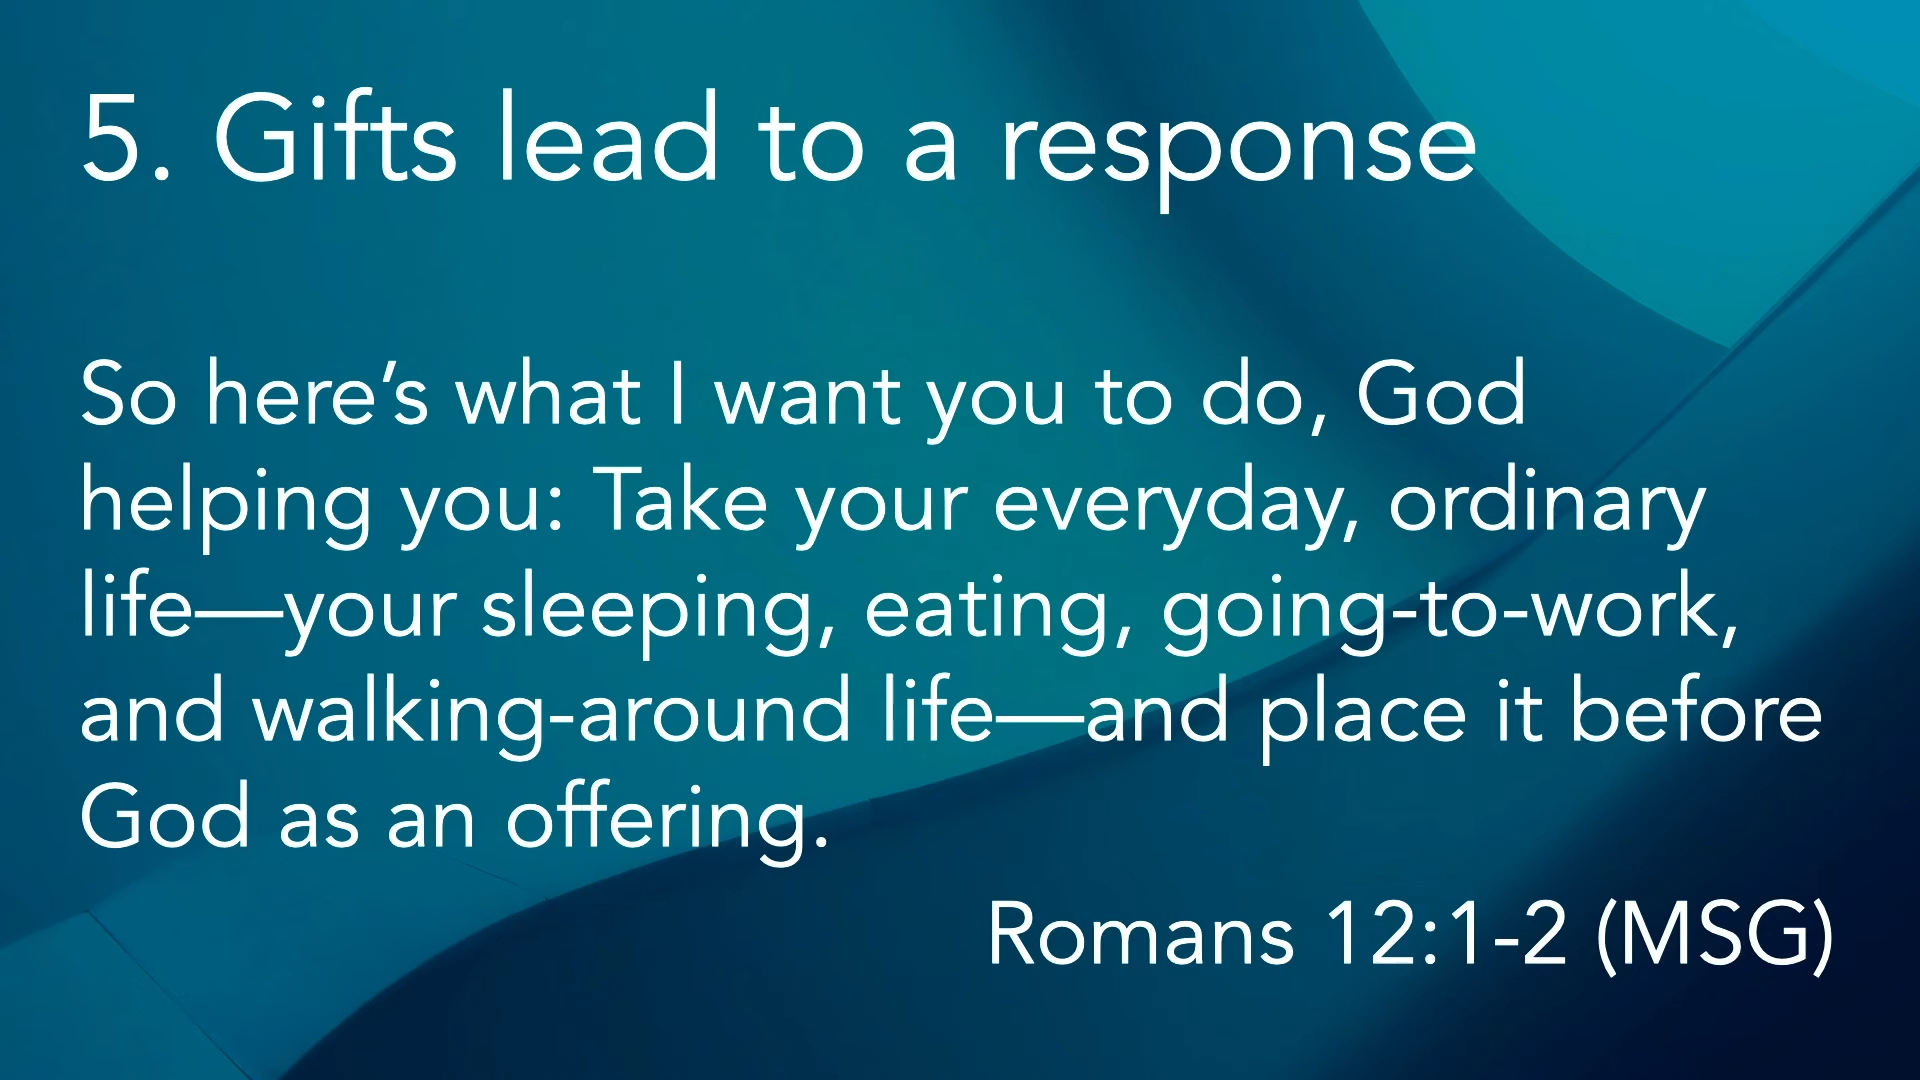 5. Gifts lead to a response
So here’s what I want you to do, God
helping you: Take your everyday, ordinary
life—your sleeping, eating, going-to-work,
and walking-around life—and place it before
God as an offering.
Romans 12:1-2 (MSG)